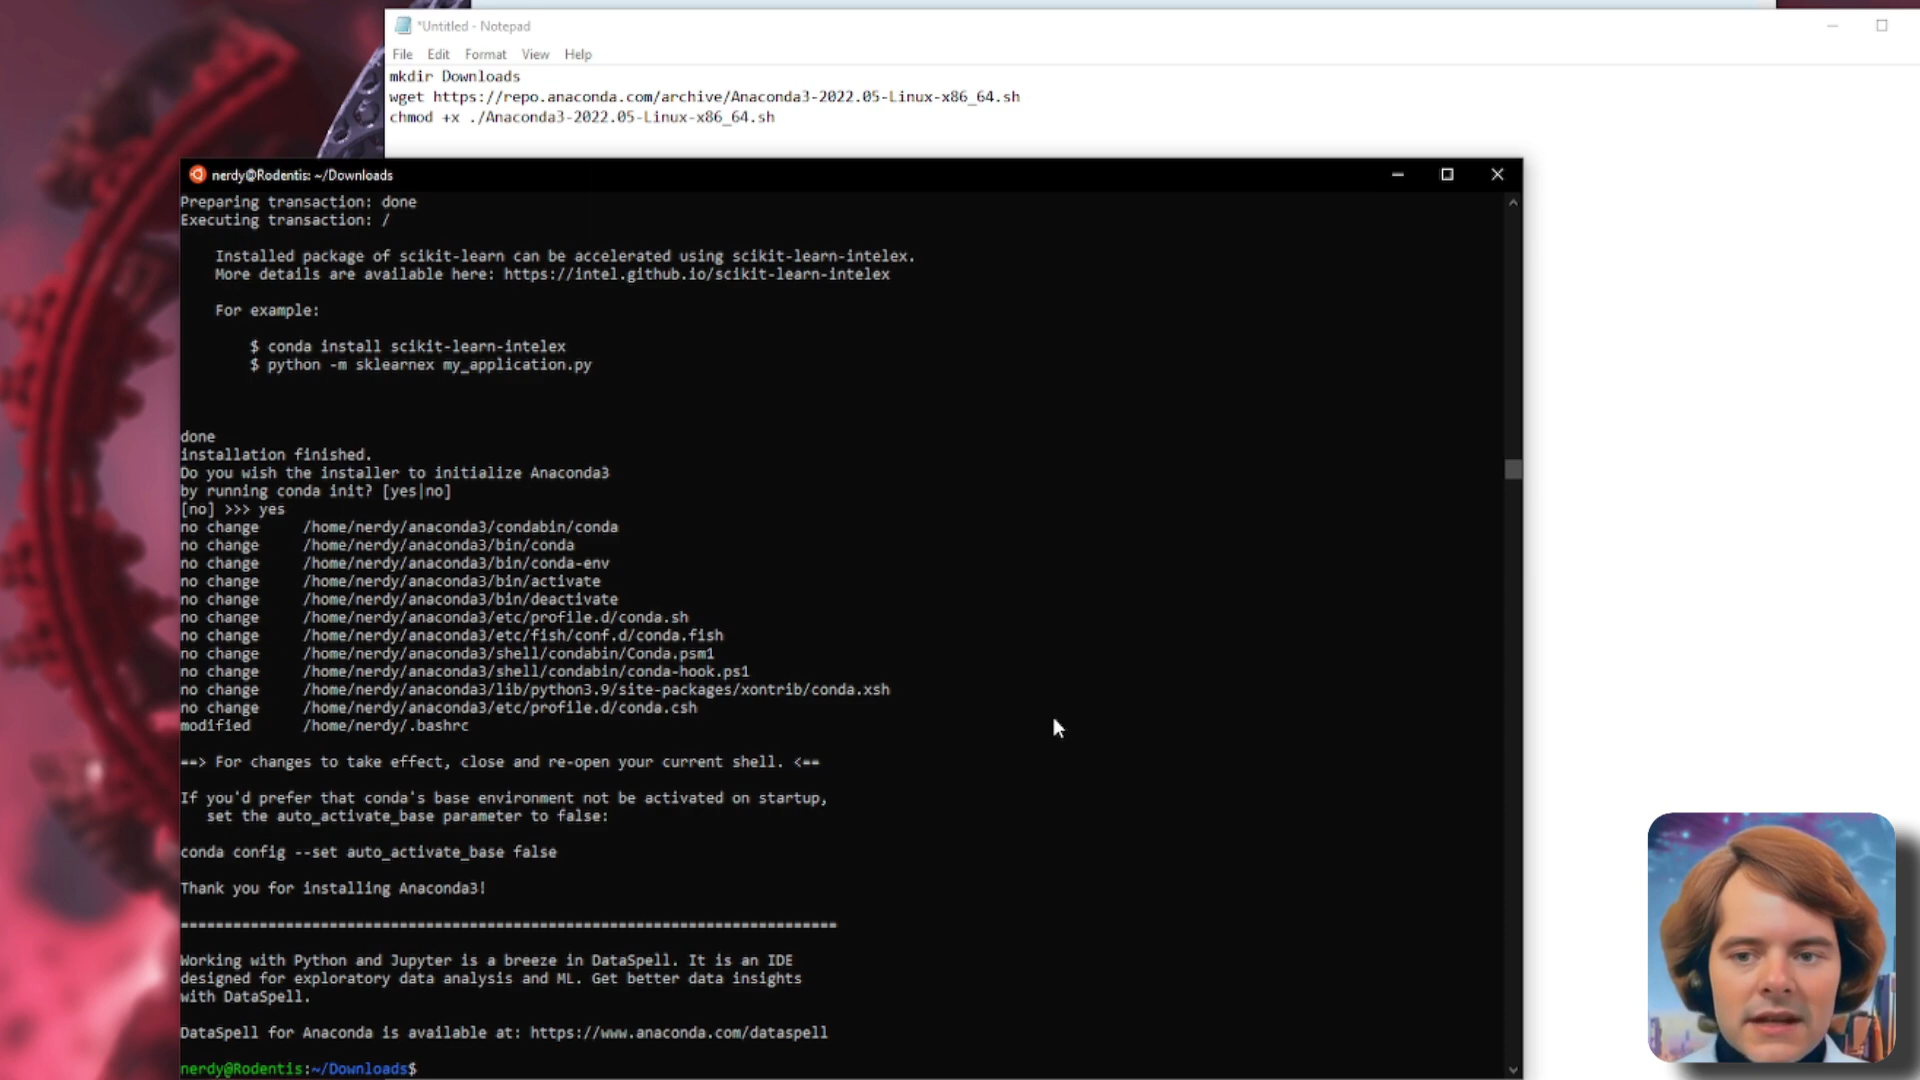 *Untitled - Notepad
File Edit Format View Help
mkdir Downloads
wget https://repo.anaconda.com/archive/Anaconda3-2022.05-Linux-x86_64.sh
chmod +x ./Anaconda3-2022.05-Linux-x86_64.sh
nerdy@Rodentis: ~/Downloads
Preparing transaction: done
Executing transaction: /
Installed package of scikit-learn can be accelerated using scikit-learn-intelex.
More details are available here: https://intel.github.io/scikit-learn-intelex
For example:
$ conda install scikit-learn-intelex
$ python -m sklearnex my_application.py
done
installation finished.
Do you wish the installer to initialize Anaconda3
by running conda init? [yes|no]
[no] >>> yes
no change     /home/nerdy/anaconda3/condabin/conda
no change     /home/nerdy/anaconda3/bin/conda
no change     /home/nerdy/anaconda3/bin/conda-env
no change     /home/nerdy/anaconda3/bin/activate
no change     /home/nerdy/anaconda3/bin/deactivate
no change     /home/nerdy/anaconda3/etc/profile.d/conda.sh
no change     /home/nerdy/anaconda3/etc/fish/conf.d/conda.fish
no change     /home/nerdy/anaconda3/shell/condabin/Conda.psm1
no change     /home/nerdy/anaconda3/shell/condabin/conda-hook.ps1
no change     /home/nerdy/anaconda3/lib/python3.9/site-packages/xontrib/conda.xsh
no change     /home/nerdy/anaconda3/etc/profile.d/conda.csh
modified      /home/nerdy/.bashrc
==> For changes to take effect, close and re-open your current shell. <==
If you'd prefer that conda's base environment not be activated on startup,
set the auto_activate_base parameter to false:
conda config --set auto_activate_base false
Thank you for installing Anaconda3!
===========================================================================
Working with Python and Jupyter is a breeze in DataSpell. It is an IDE
designed for exploratory data analysis and ML. Get better data insights
with DataSpell.
DataSpell for Anaconda is available at: https://www.anaconda.com/dataspell
nerdy@Rodentis:~/Downloads$